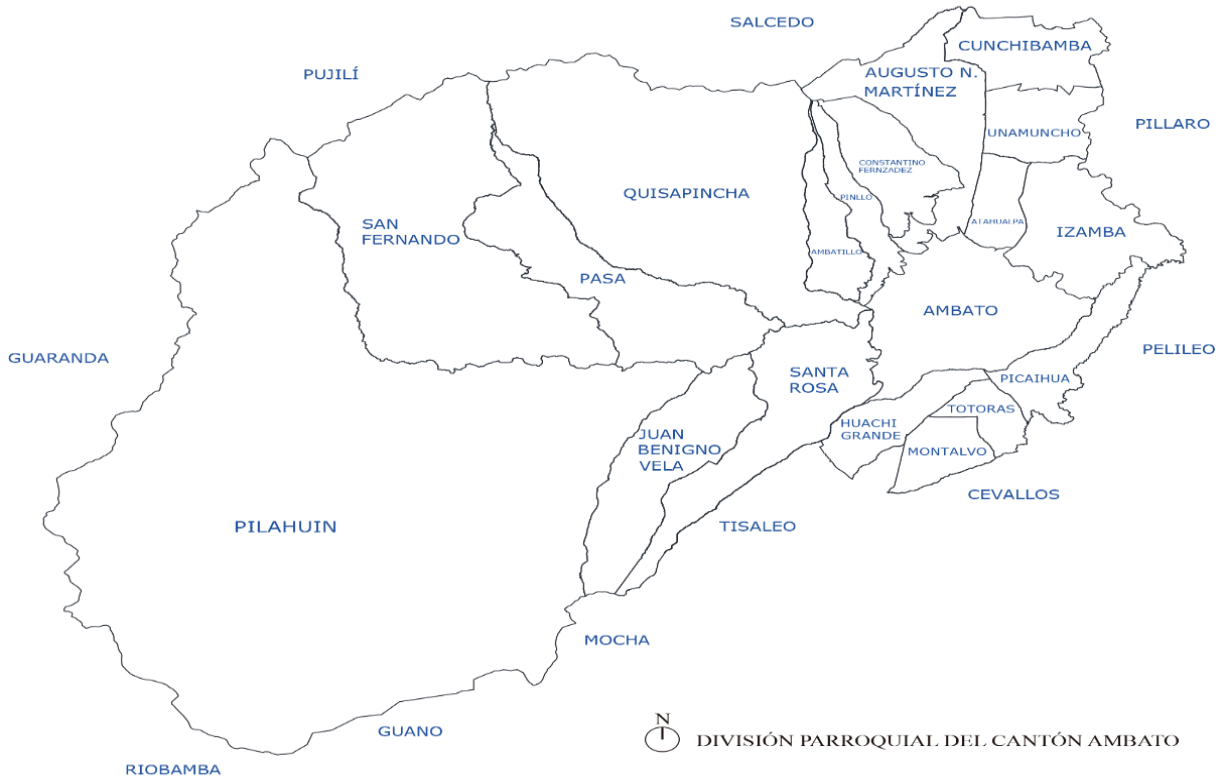 SALCEDO
CUNCHIBAMBA
PUJILÍ
AUGUSTO N.
MARTÍNEZ
PILLARO
UNAMUNCHO
CONSTANTINO
FERNZADEZ
QUISAPINCHA
PINLLO
SAN
FERNANDO
ATAHUALPA
IZAMBA
AMBATILLO
PASA
AMBATO
GUARANDA
PELILEO
SANTA
ROSA
PICAIHUA
TOTORAS
HUACHI
GRANDE
JUAN
BENIGNO
VELA
MONTALVO
CEVALLOS
PILAHUIN
TISALEO
MOCHA
GUANO
N
DIVISIÓN PARROQUIAL DEL CANTÓN AMBATO
RIOBAMBA